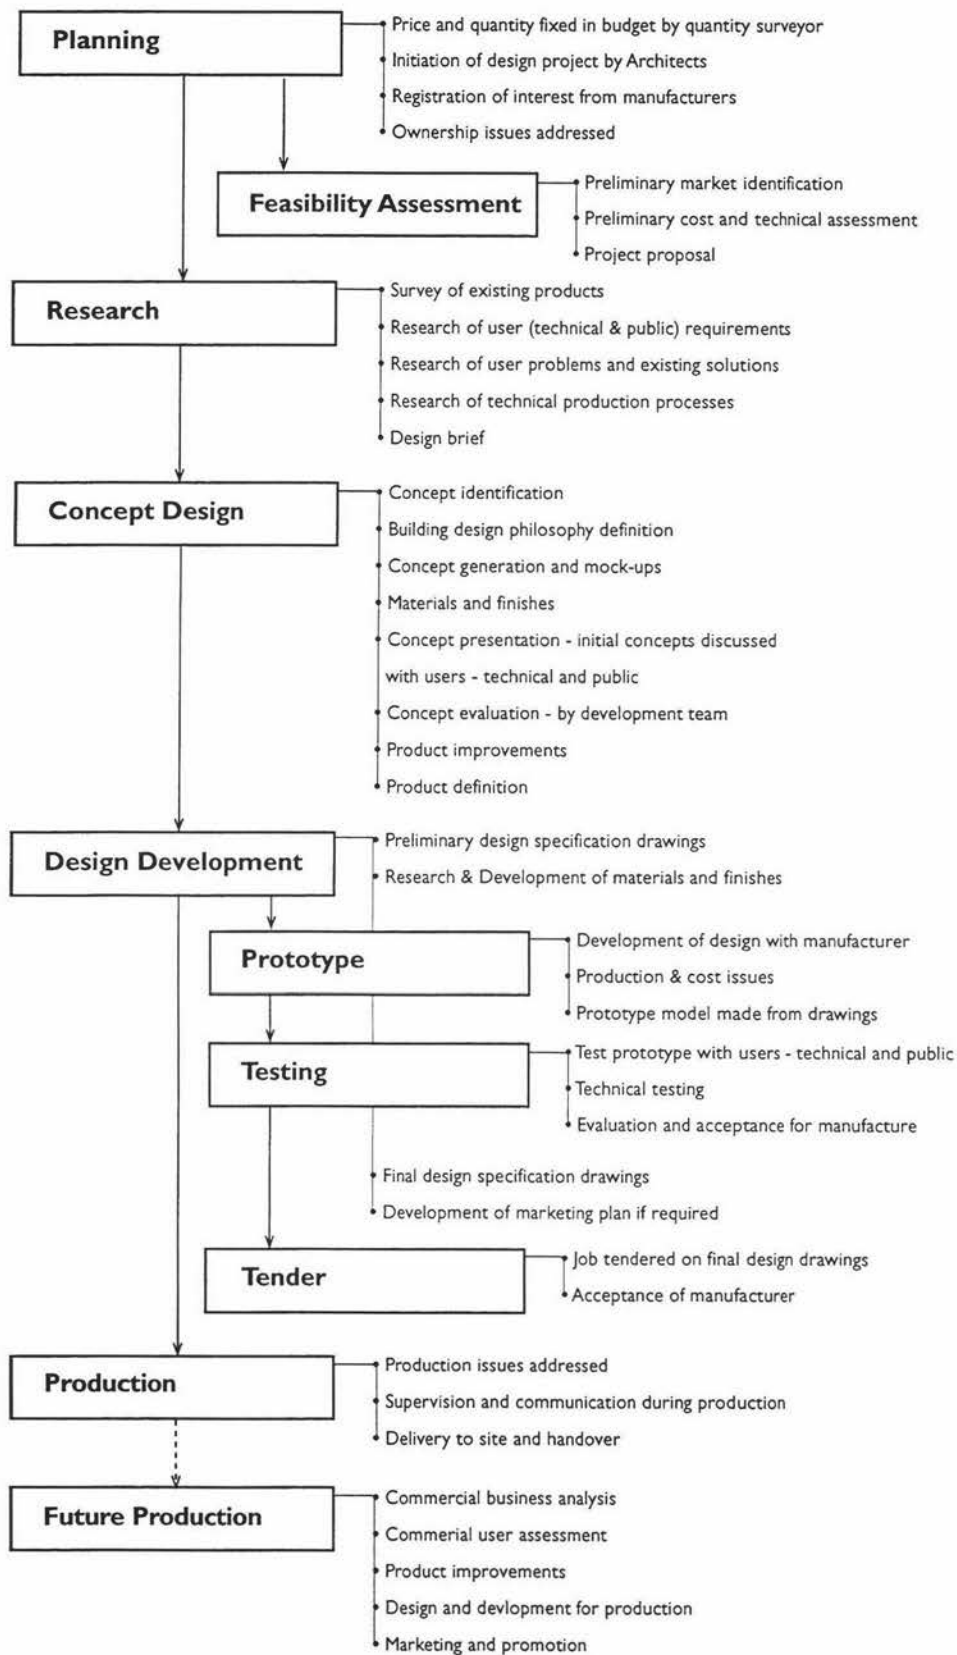 Planning
Price and quantity fixed in budget by quantity surveyor
Initiation of design project by Architects
Registration of interest from manufacturers
Ownership issues addressed
Feasibility Assessment
Preliminary market identification
Preliminary cost and technical assessment
Project proposal
Research
Survey of existing products
Research of user (technical & public) requirements
Research of user problems and existing solutions
Research of technical production processes
Design brief
Concept Design
Concept identification
Building design philosophy definition
Concept generation and mock-ups
Materials and finishes
Concept presentation - initial concepts discussed
with users - technical and public
Concept evaluation - by development team
Product improvements
Product definition
Design Development
Preliminary design specification drawings
Research & Development of materials and finishes
Prototype
Development of design with manufacturer
Production & cost issues
Prototype model made from drawings
Testing
Test prototype with users - technical and public
Technical testing
Evaluation and acceptance for manufacture
Final design specification drawings
Development of marketing plan if required
Tender
Job tendered on final design drawings
Acceptance of manufacturer
Production
Production issues addressed
Supervision and communication during production
Delivery to site and handover
Future Production
Commercial business analysis
Commerial user assessment
Product improvements
Design and devlopment for production
Marketing and promotion